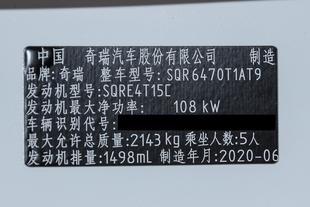 中国 奇瑞汽车股份有限公司 制造
品牌:奇瑞 整车型号:SQR6470T1AT9
发动机型号:SQRE4T15C
发动机最大净功率: 108 kW
车辆识别代号:
最大允许总质量:2143 kg 乘坐人数:5人
发动机排量:1498mL 制造年月:2020-06